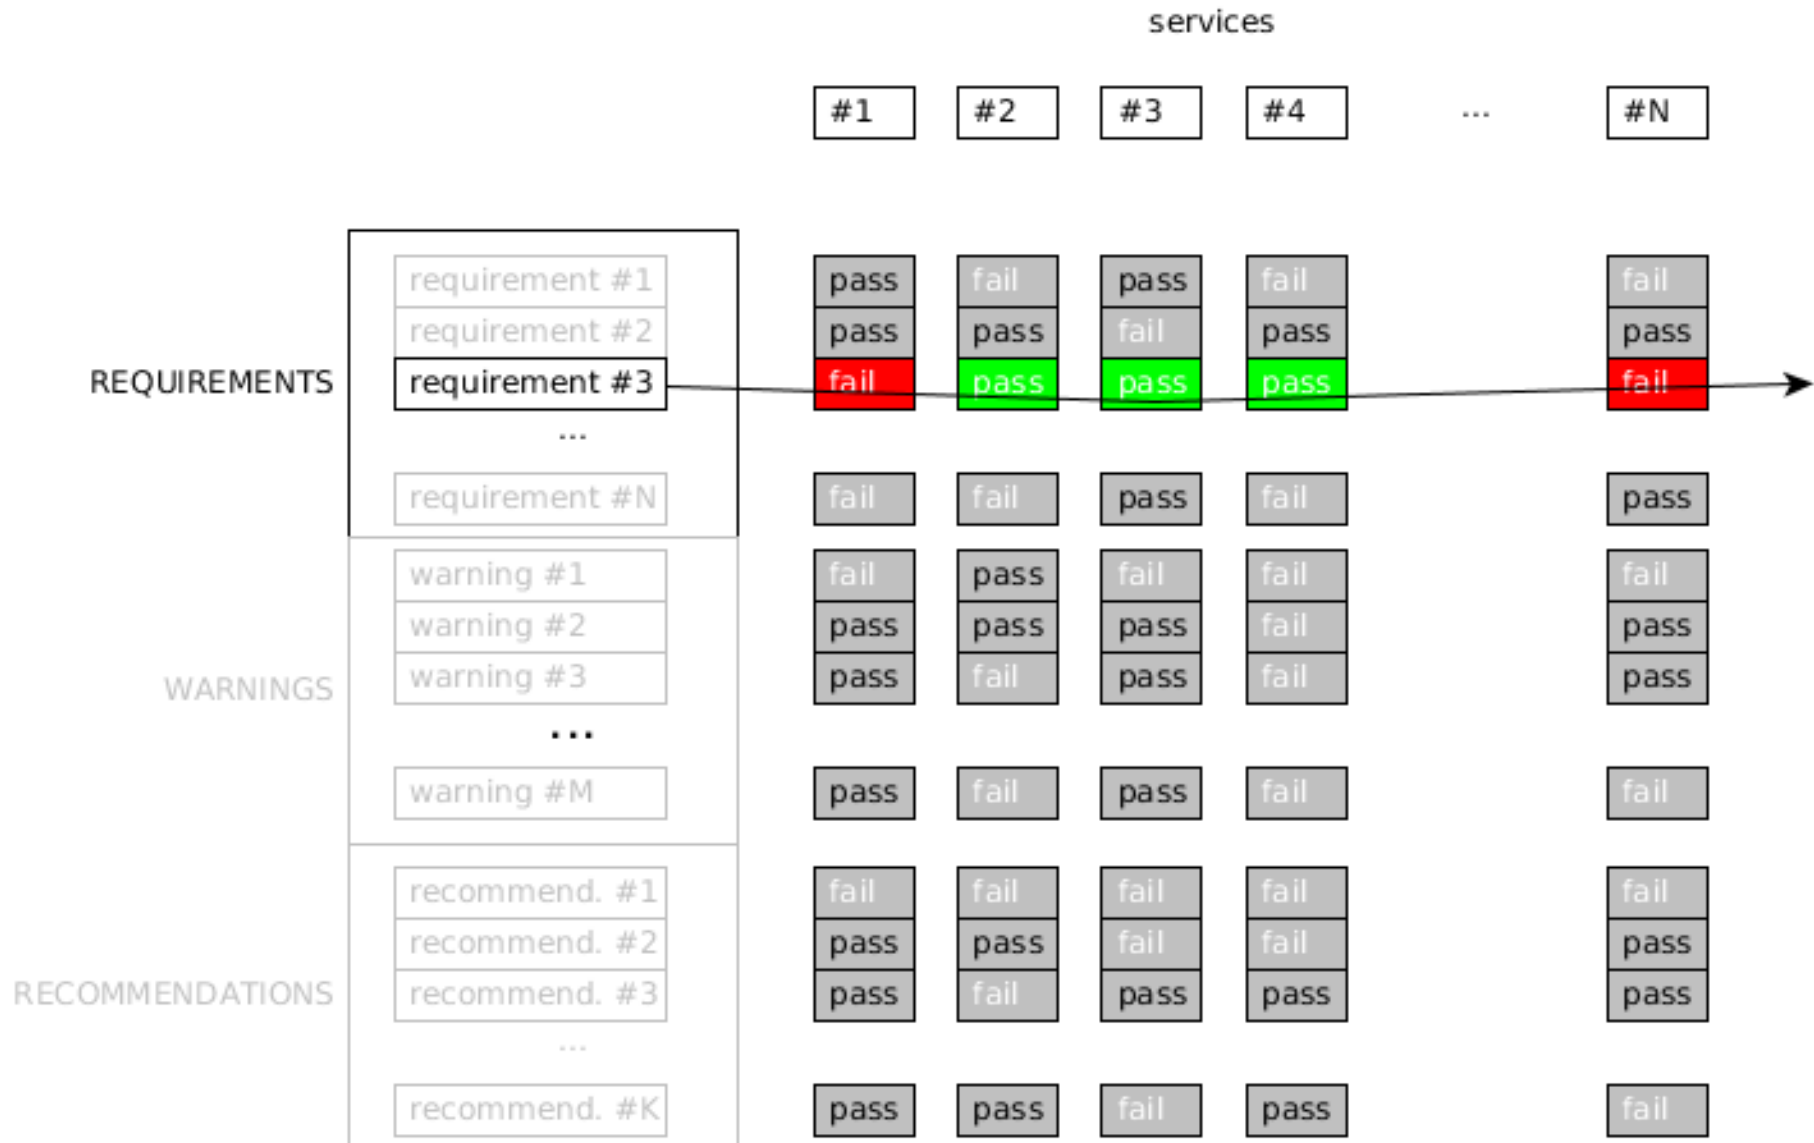 services
#1 #2 #3 #4 ... #N
requirement #1 pass fail pass fail fail
requirement #2 pass pass fail pass pass
REQUIREMENTS requirement #3 fail pass pass pass fail
...
requirement #N fail fail pass fail pass
warning #1 fail pass fail fail fail
warning #2 pass pass pass fail pass
WARNINGS warning #3 pass fail pass fail pass
...
warning #M pass fail pass fail fail
recommend. #1 fail fail fail fail fail
recommend. #2 pass pass fail fail pass
RECOMMENDATIONS recommend. #3 pass fail pass pass pass
...
recommend. #K pass pass fail pass fail